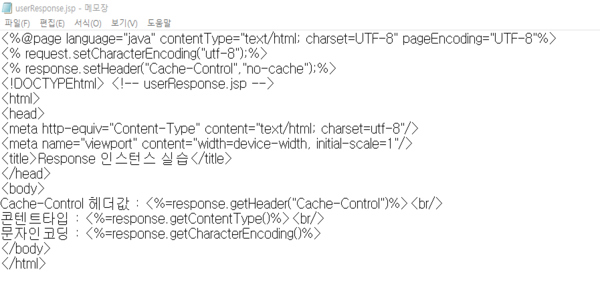 userResponse.jsp - 메모장
파일(F) 편집(E) 서식(O) 보기(V) 도움말
<%@page language="java" contentType="text/html; charset=UTF-8" pageEncoding="UTF-8"%>
<% request.setCharacterEncoding("utf-8");%>
<% response.setHeader("Cache-Control","no-cache");%>
<!DOCTYPEhtml> <!-- userResponse.jsp -->
<html>
<head>
<meta http-equiv="Content-Type" content="text/html; charset=utf-8"/>
<meta name="viewport" content="width=device-width, initial-scale=1"/>
<title>Response 인스턴스 실습</title>
</head>
<body>
Cache-Control 헤더값 : <%=response.getHeader("Cache-Control")%><br/>
콘텐트타입 : <%=response.getContentType()%><br/>
문자인코딩 : <%=response.getCharacterEncoding()%>
</body>
</html>